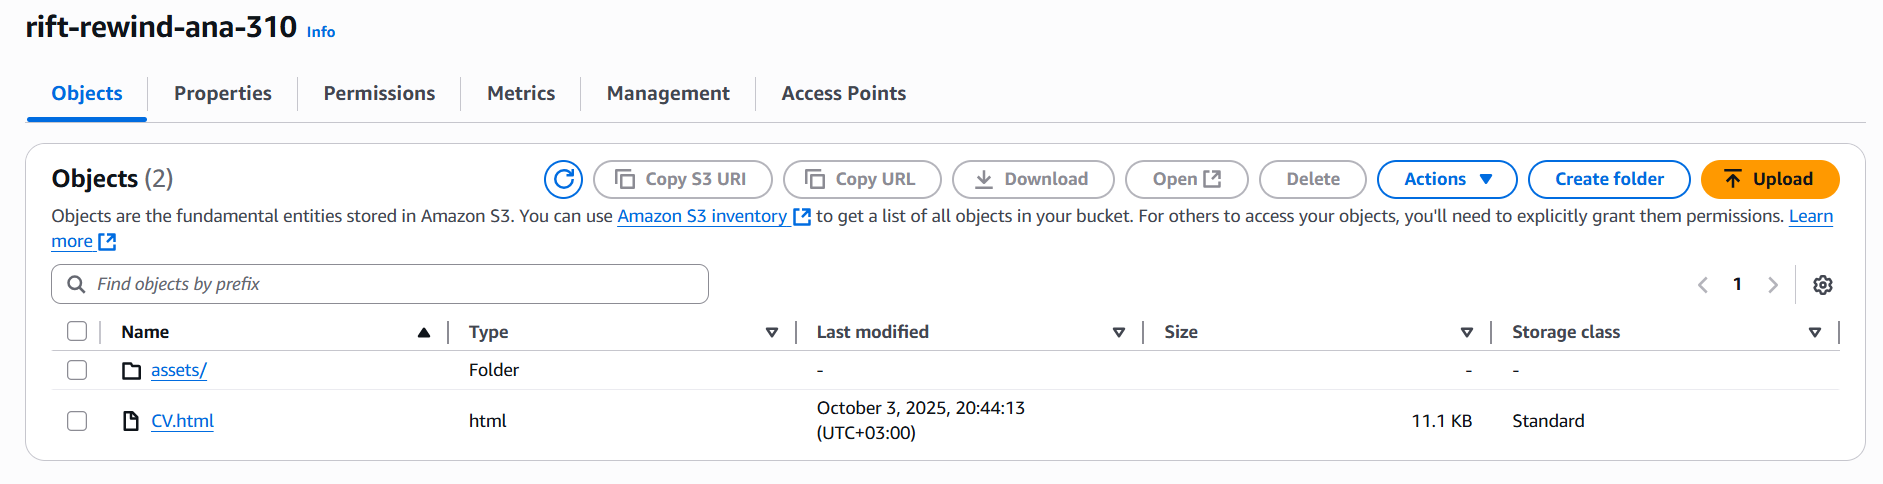 rift-rewind-ana-310 Info
Objects Properties Permissions Metrics Management Access Points
Objects (2) Copy S3 URI Copy URL Download Open Delete Actions Create folder Upload
Objects are the fundamental entities stored in Amazon S3. You can use Amazon S3 inventory to get a list of all objects in your bucket. For others to access your objects, you'll need to explicitly grant them permissions. Learn
more
Find objects by prefix 1
Name Type Last modified Size Storage class
assets/ Folder - - -
CV.html html October 3, 2025, 20:44:13 11.1 KB Standard
(UTC+03:00)